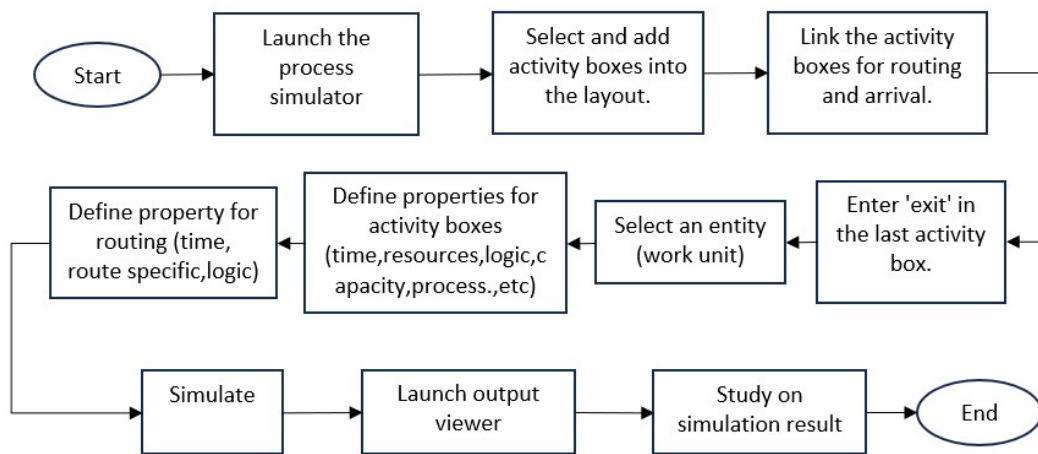 Start
Launch the
process
simulator
Select and add
activity boxes into
the layout.
Link the activity
boxes for routing
and arrival.
Enter 'exit' in
the last activity
box.
Select an entity
(work unit)
Define properties for
activity boxes
(time,resources,logic,c
apacity,process.,etc)
Define property for
routing (time,
route specific,logic)
Simulate
Launch output
viewer
Study on
simulation result
End